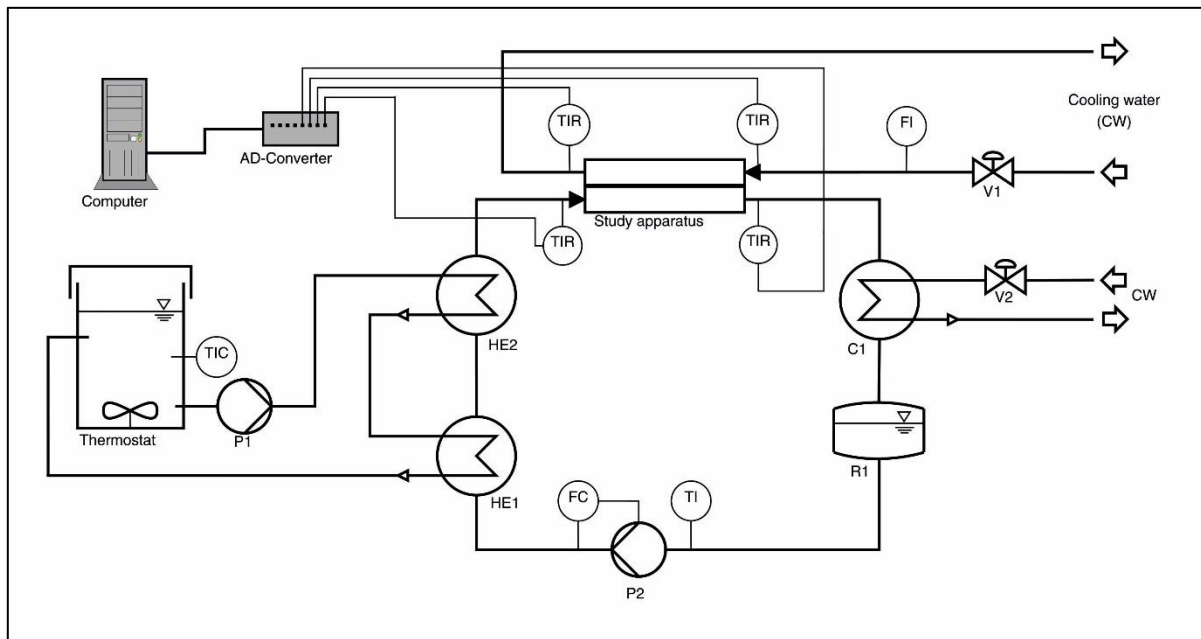 TIR
TIR
FI
Cooling water
(CW)
AD-Converter
V1
Computer
Study apparatus
TIR
TIR
V2
CW
HE2
C1
TIC
Thermostat
P1
R1
HE1
FC
TI
P2